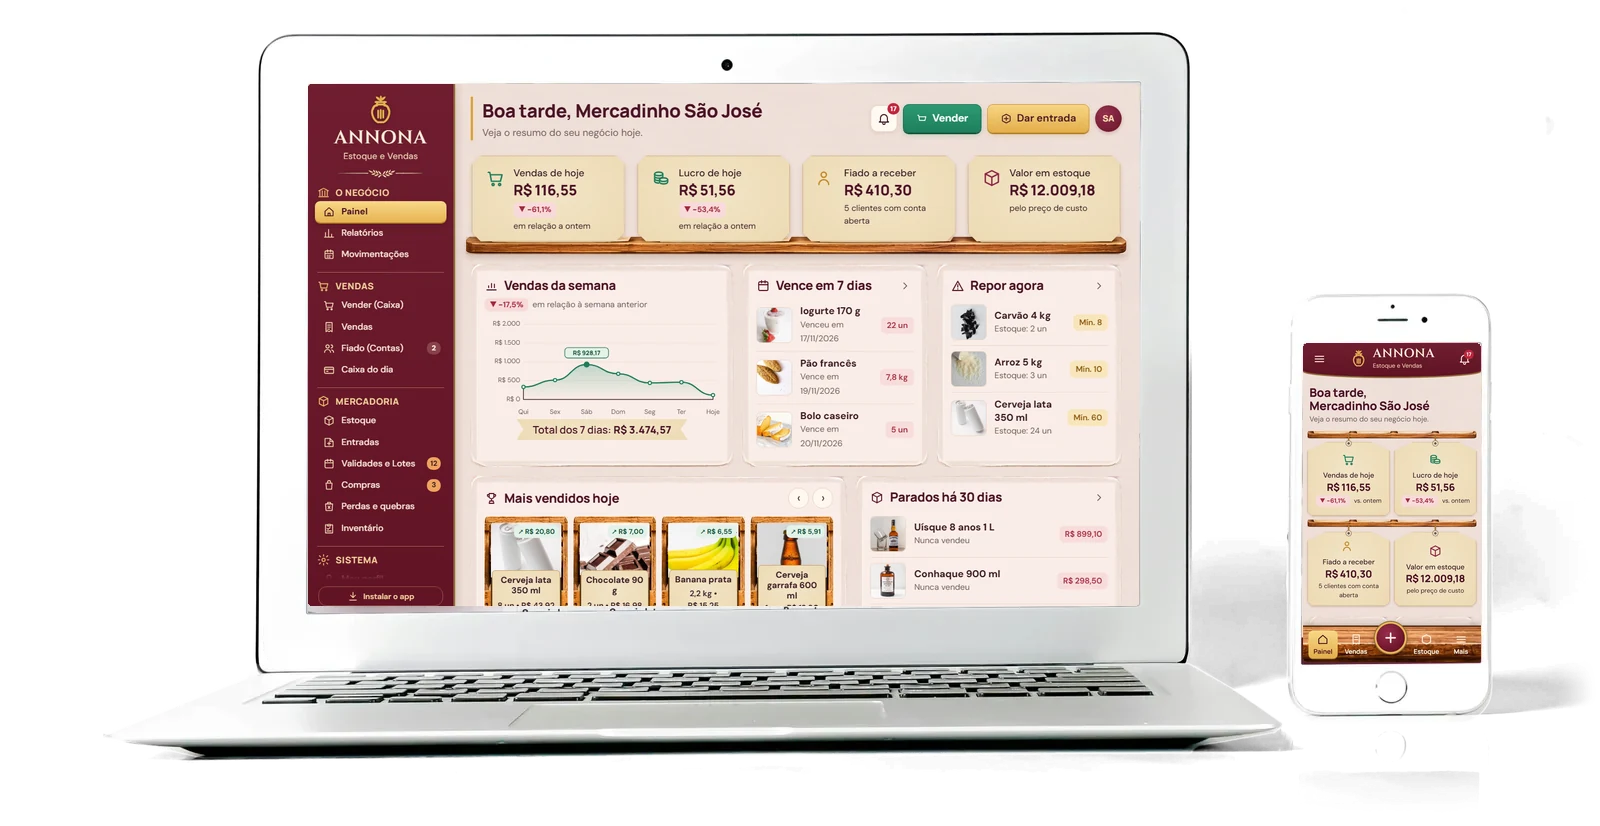 ANNONA
Estoque e Vendas
O NEGÓCIO
Painel
Relatórios
Movimentações
VENDAS
Vender (Caixa)
Vendas
Fiado (Contas) 2
Caixa do dia
MERCADORIA
Estoque
Entradas
Validades e Lotes 12
Compras 3
Perdas e quebras
Inventário
SISTEMA
Instalar o app
Boa tarde, Mercadinho São José
Veja o resumo do seu negócio hoje.
17
Vender
Dar entrada
SA
Vendas de hoje
R$ 116,55
▼ -61,1%
em relação a ontem
Lucro de hoje
R$ 51,56
▼ -53,4%
em relação a ontem
Fiado a receber
R$ 410,30
5 clientes com conta
aberta
Valor em estoque
R$ 12.009,18
pelo preço de custo
Vendas da semana
▼ -17,5% em relação à semana anterior
R$ 2.000
R$ 1.500
R$ 1.000
R$ 500
R$ 0
R$ 928,17
Qui Sex Sáb Dom Seg Ter Hoje
Total dos 7 dias: R$ 3.474,57
Vence em 7 dias
Iogurte 170 g
Venceu em
17/11/2026
22 un
Pão francês
Vence em
19/11/2026
7,8 kg
Bolo caseiro
Vence em
20/11/2026
5 un
Repor agora
Carvão 4 kg
Estoque: 2 un
Mín. 8
Arroz 5 kg
Estoque: 3 un
Mín. 10
Cerveja lata
350 ml
Estoque: 24 un
Mín. 60
Mais vendidos hoje
↗ R$ 20,80
Cerveja lata
350 ml
↗ R$ 7,00
Chocolate 90
g
↗ R$ 6,55
Banana prata
2,2 kg •
↗ R$ 5,91
Cerveja
garrafa 600
ml
Parados há 30 dias
Uísque 8 anos 1 L
Nunca vendeu
R$ 899,10
Conhaque 900 ml
Nunca vendeu
R$ 298,50
ANNONA
Estoque e Vendas
17
Boa tarde,
Mercadinho São José
Veja o resumo do seu negócio hoje.
Vendas de hoje
R$ 116,55
▼ -61,1% vs. ontem
Lucro de hoje
R$ 51,56
▼ -53,4% vs. ontem
Fiado a receber
R$ 410,30
5 clientes com conta
aberta
Valor em estoque
R$ 12.009,18
pelo preço de custo
Painel
Vendas
Estoque
Mais